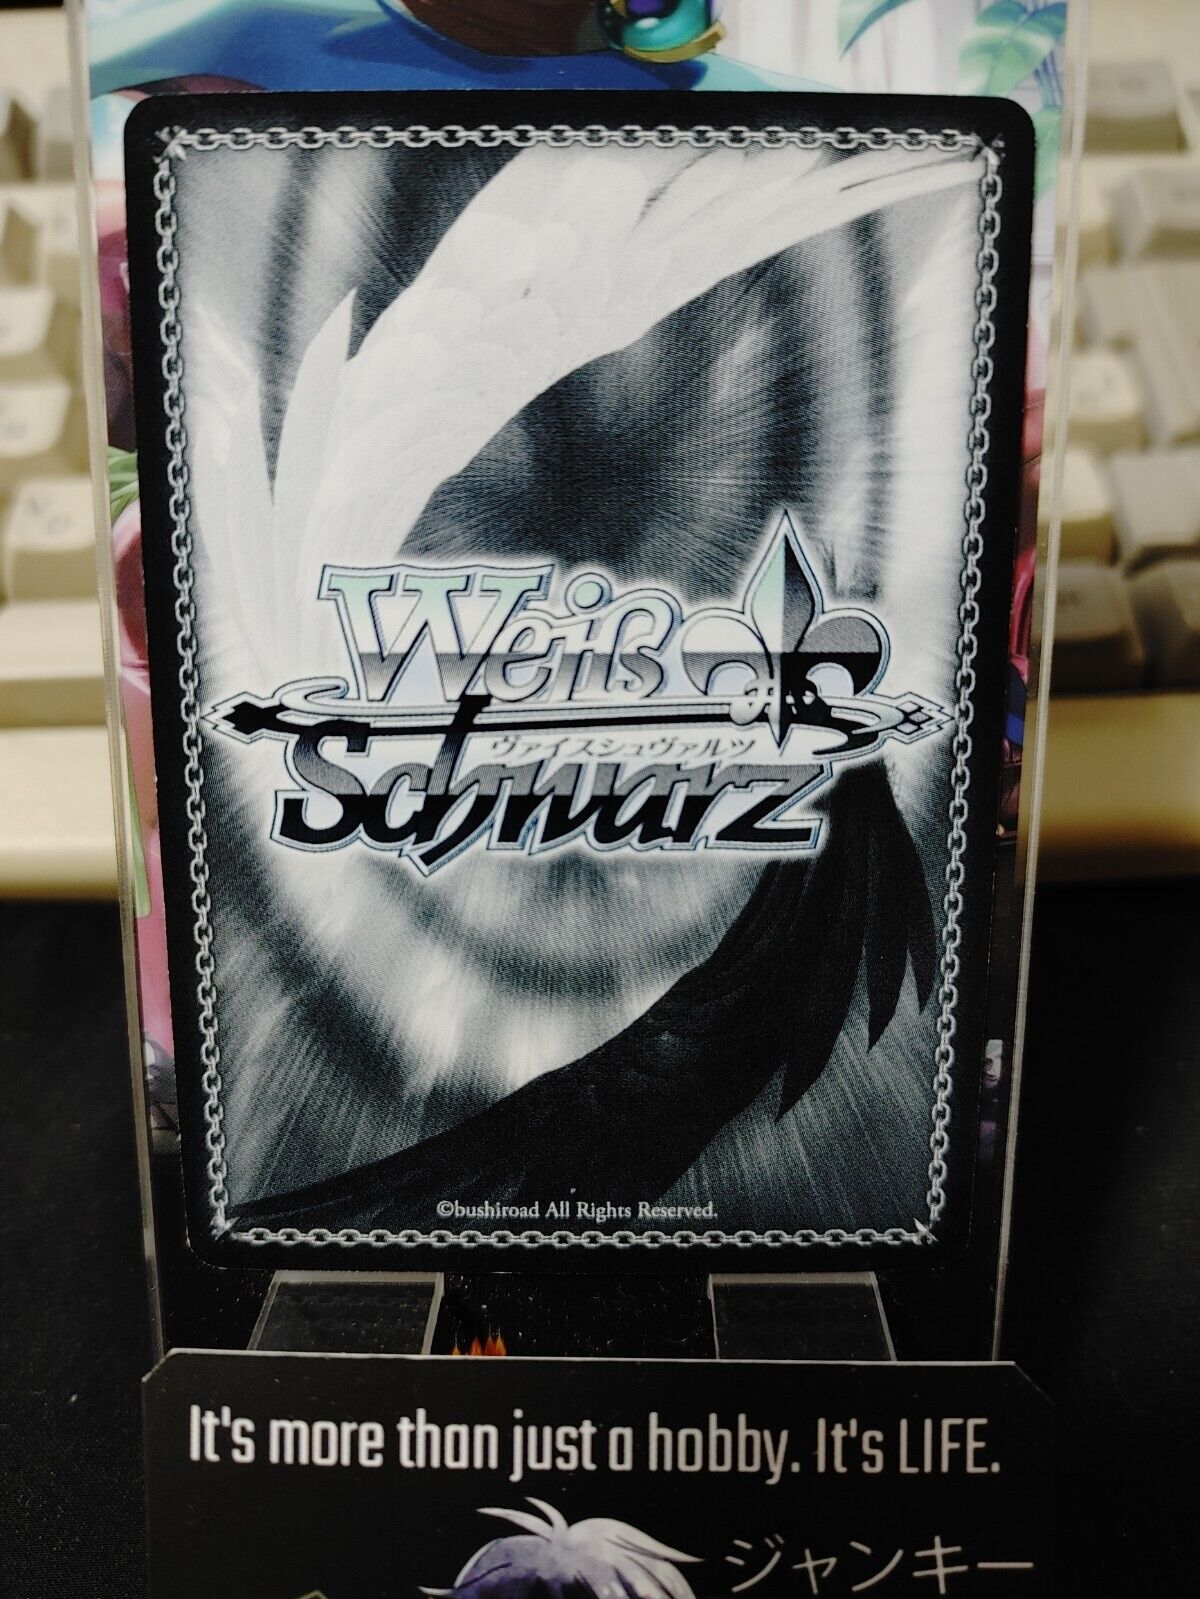 Weiß
ヴァイスシュヴァルツ
Schwarz
©bushiroad All Rights Reserved.
It's more than just a hobby. It's LIFE.
ジャンキー